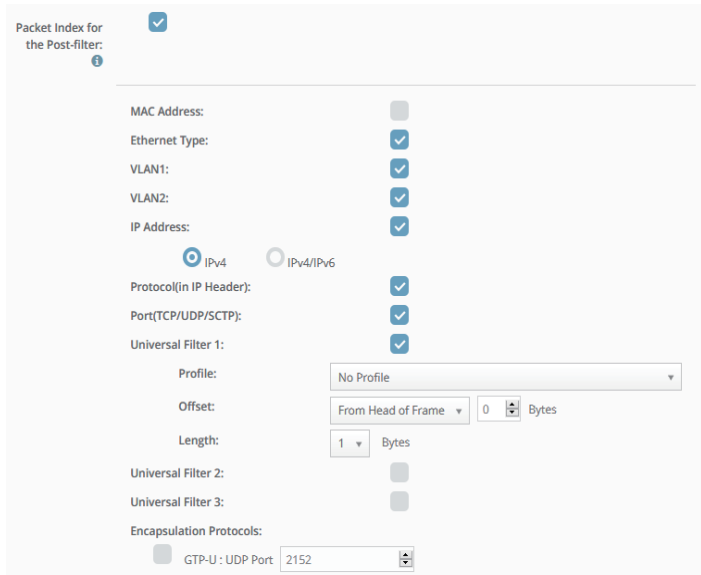 Packet Index for
the Post-filter:
MAC Address:
Ethernet Type:
VLAN1:
VLAN2:
IP Address:
IPv4 IPv4/IPv6
Protocol(in IP Header):
Port(TCP/UDP/SCTP):
Universal Filter 1:
Profile: No Profile
Offset: From Head of Frame 0 Bytes
Length: 1 Bytes
Universal Filter 2:
Universal Filter 3:
Encapsulation Protocols:
GTP-U : UDP Port 2152